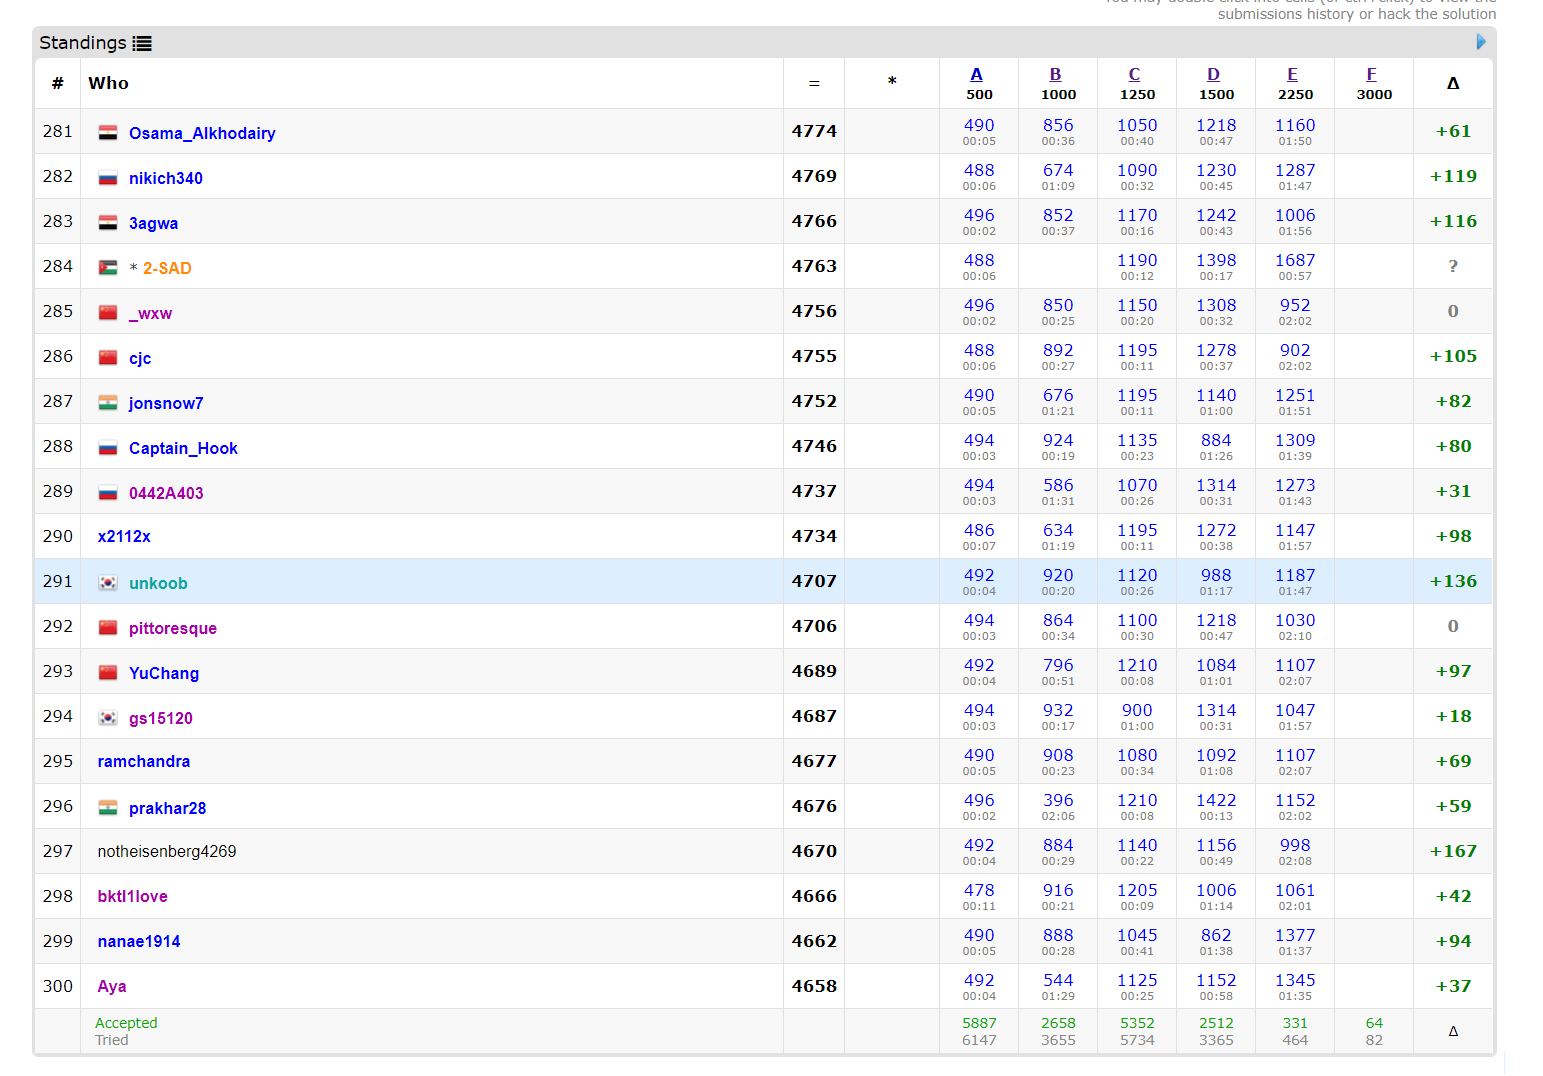 You may double click into cells (or ctrl+click) to view the
submissions history or hack the solution
Standings
# Who = * A B C D E F Δ
500 1000 1250 1500 2250 3000
281 Osama_Alkhodairy 4774 490 856 1050 1218 1160 +61
00:05 00:36 00:40 00:47 01:50
282 nikich340 4769 488 674 1090 1230 1287 +119
00:06 01:09 00:32 00:45 01:47
283 3agwa 4766 496 852 1170 1242 1006 +116
00:02 00:37 00:16 00:43 01:56
284 * 2-SAD 4763 488 1190 1398 1687 ?
00:06 00:12 00:17 00:57
285 _wxw 4756 496 850 1150 1308 952 0
00:02 00:25 00:20 00:32 02:02
286 cjc 4755 488 892 1195 1278 902 +105
00:06 00:27 00:11 00:37 02:02
287 jonsnow7 4752 490 676 1195 1140 1251 +82
00:05 01:21 00:11 01:00 01:51
288 Captain_Hook 4746 494 924 1135 884 1309 +80
00:03 00:19 00:23 01:26 01:39
289 0442A403 4737 494 586 1070 1314 1273 +31
00:03 01:31 00:26 00:31 01:43
290 x2112x 4734 486 634 1195 1272 1147 +98
00:07 01:19 00:11 00:38 01:57
291 unkoob 4707 492 920 1120 988 1187 +136
00:04 00:20 00:26 01:17 01:47
292 pittoresque 4706 494 864 1100 1218 1030 0
00:03 00:34 00:30 00:47 02:10
293 YuChang 4689 492 796 1210 1084 1107 +97
00:04 00:51 00:08 01:01 02:07
294 gs15120 4687 494 932 900 1314 1047 +18
00:03 00:17 01:00 00:31 01:57
295 ramchandra 4677 490 908 1080 1092 1107 +69
00:05 00:23 00:34 01:08 02:07
296 prakhar28 4676 496 396 1210 1422 1152 +59
00:02 02:06 00:08 00:13 02:02
297 notheisenberg4269 4670 492 884 1140 1156 998 +167
00:04 00:29 00:22 00:49 02:08
298 bktl1love 4666 478 916 1205 1006 1061 +42
00:11 00:21 00:09 01:14 02:01
299 nanae1914 4662 490 888 1045 862 1377 +94
00:05 00:28 00:41 01:38 01:37
300 Aya 4658 492 544 1125 1152 1345 +37
00:04 01:29 00:25 00:58 01:35
Accepted 5887 2658 5352 2512 331 64 Δ
Tried 6147 3655 5734 3365 464 82